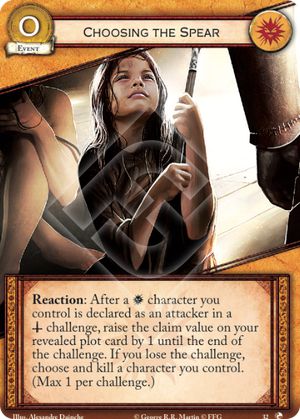 0
CHOOSING THE SPEAR
EVENT
Reaction: After a character you
control is declared as an attacker in a
challenge, raise the claim value on your
revealed plot card by 1 until the end of
the challenge. If you lose the challenge,
choose and kill a character you control.
(Max 1 per challenge.)
Illus. Alexandre Dainche © George R.R. Martin © FFG 32